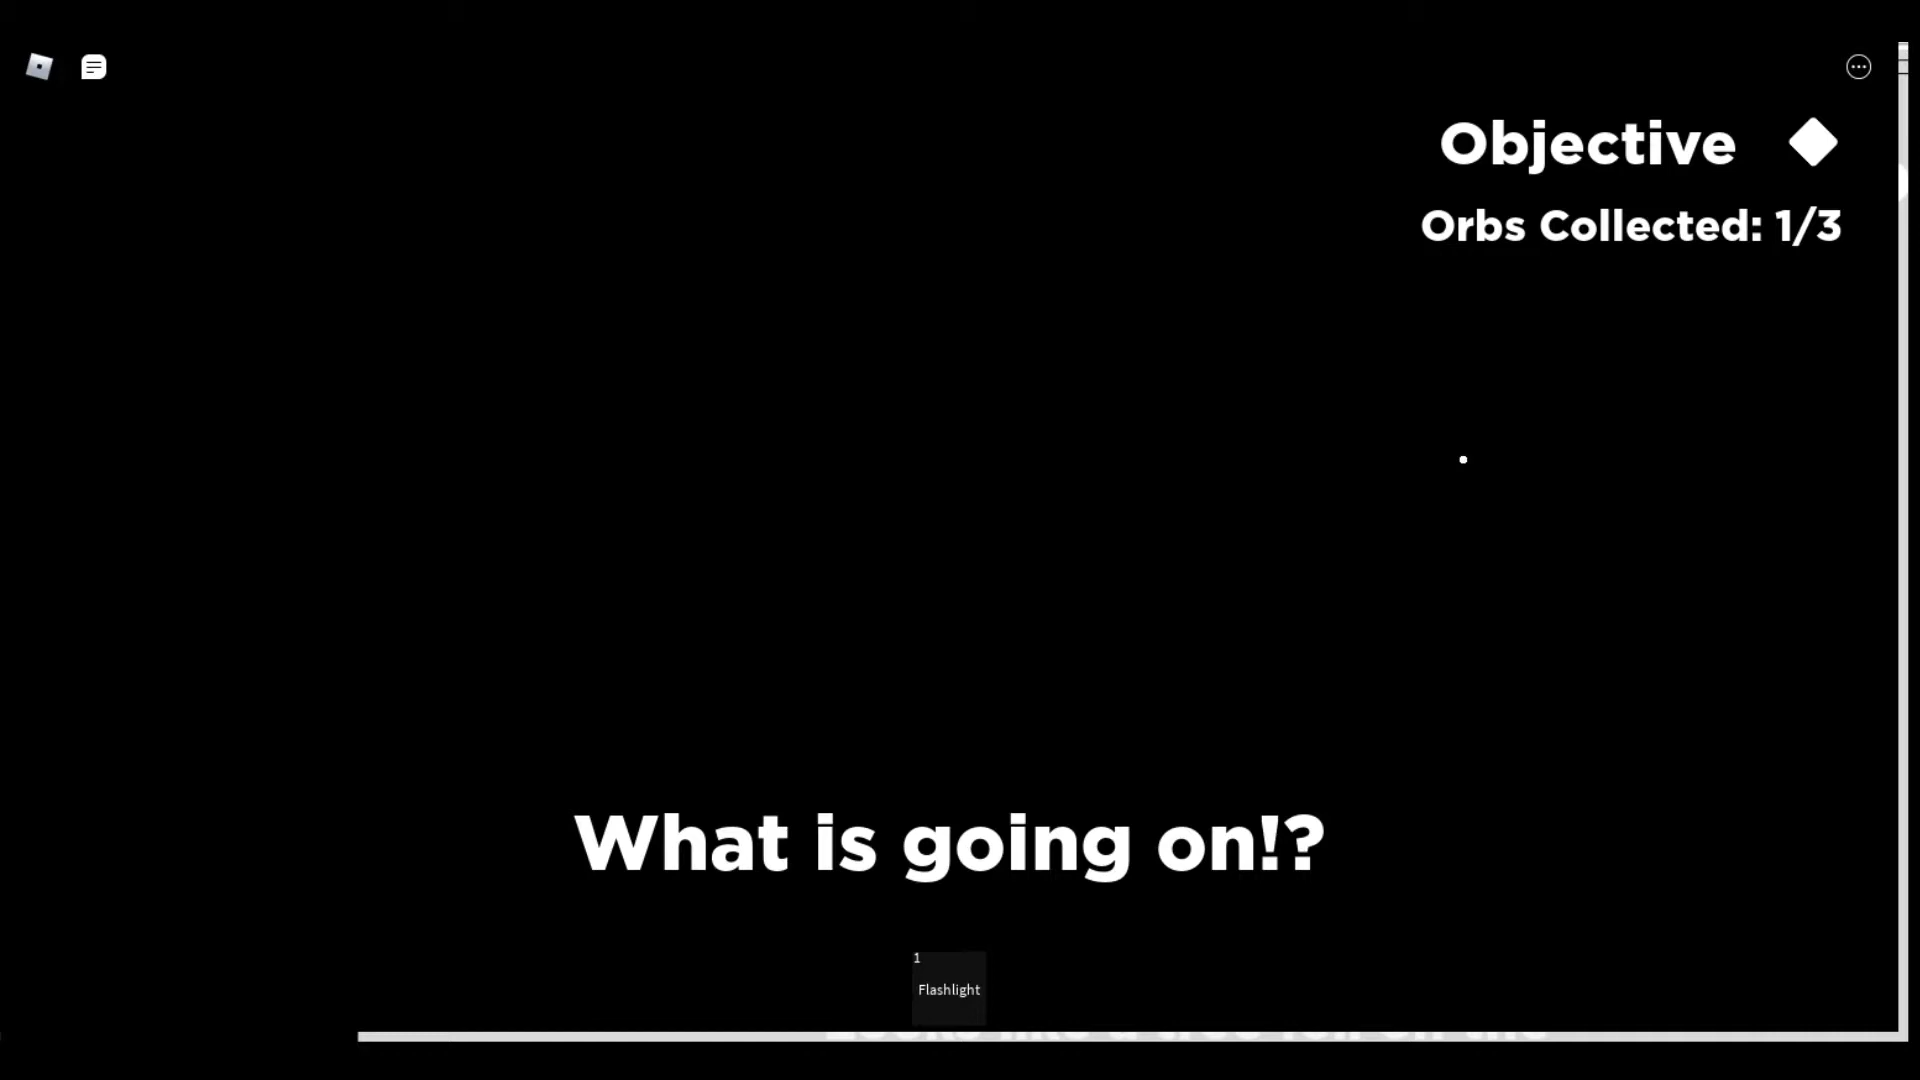 Objective
Orbs Collected: 1/3
What is going on!?
1
Flashlight